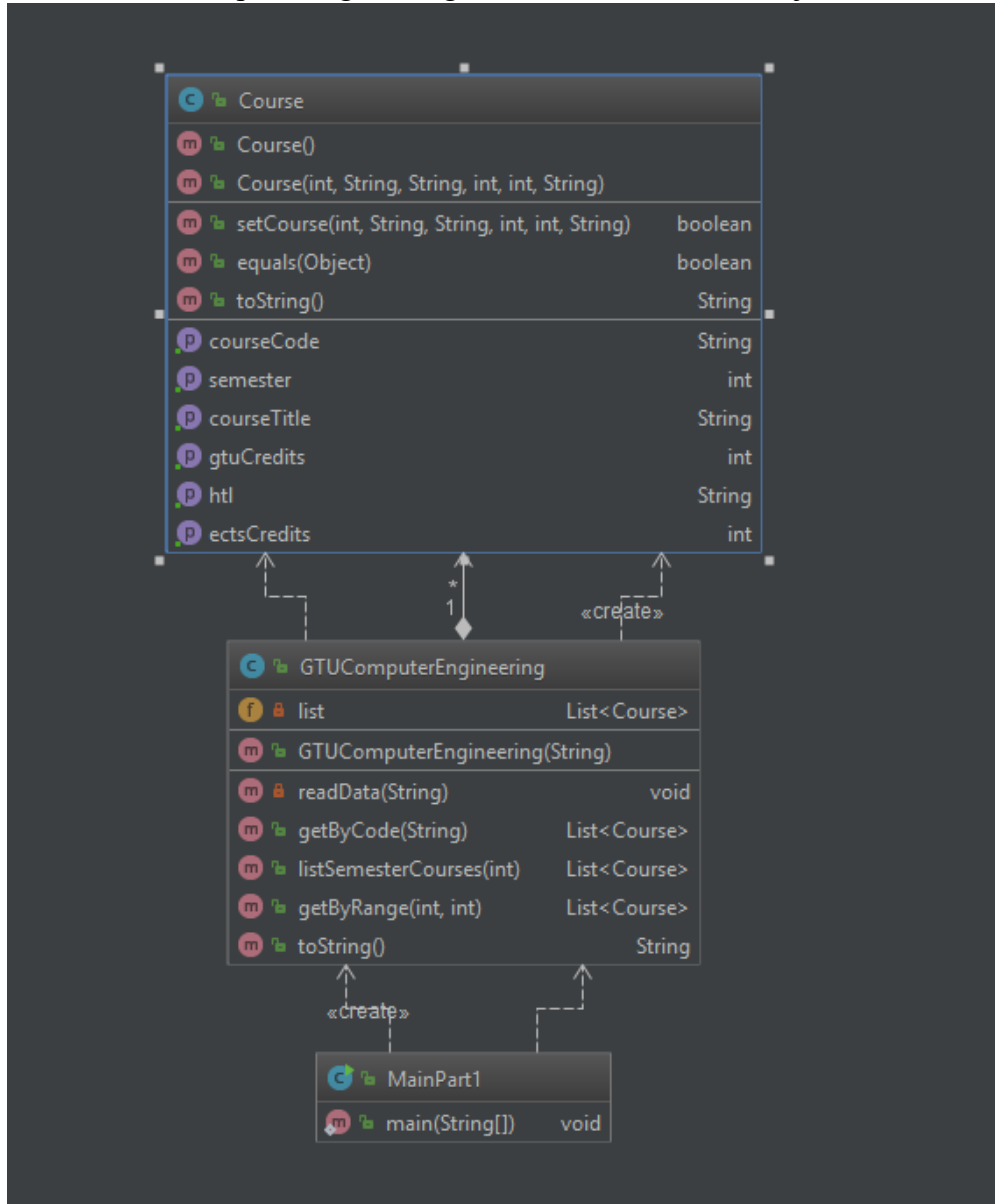 Course
Course()
Course(int, String, String, int, int, String)
setCourse(int, String, String, int, int, String) boolean
equals(Object) boolean
toString() String
courseCode String
semester int
courseTitle String
gtuCredits int
htl String
ectsCredits int
*
1
«create»
GTUComputerEngineering
list List<Course>
GTUComputerEngineering(String)
readData(String) void
getByCode(String) List<Course>
listSemesterCourses(int) List<Course>
getByRange(int, int) List<Course>
toString() String
«create»
MainPart1
main(String[]) void